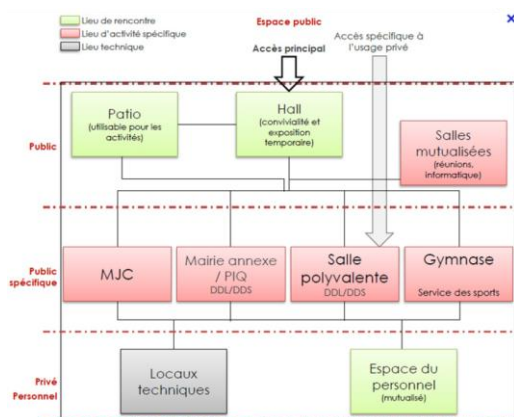 Lieu de rencontre
Lieu d'activité spécifique
Lieu technique
Espace public
Accès principal
Accès spécifique à
l'usage privé
Public
Patio
(utilisable pour les
activités)
Hall
(convivialité et
exposition
temporaire)
Salles
mutualisées
(réunions,
informatique)
Public
spécifique
MJC
Mairie annexe
/ PIQ
DDL/DDS
Salle
polyvalente
DDL/DDS
Gymnase
Service des sports
Privé
Personnel
Locaux
techniques
Espace du
personnel
(mutualisé)